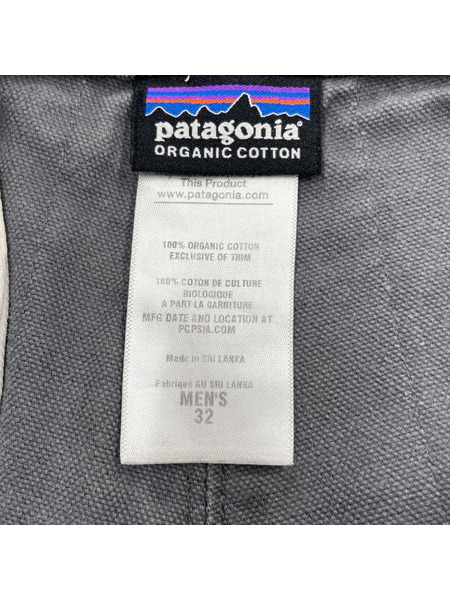 patagonia®
ORGANIC COTTON
This Product
www.patagonia.com
100% ORGANIC COTTON
EXCLUSIVE OF TRIM
100% COTON DE CULTURE
BIOLOGIQUE
A PART LA GARNITURE
MFG DATE AND LOCATION AT
PCPSIA.COM
Made in SRI LANKA
Fabriqué AU SRI LANKA
MEN'S
32